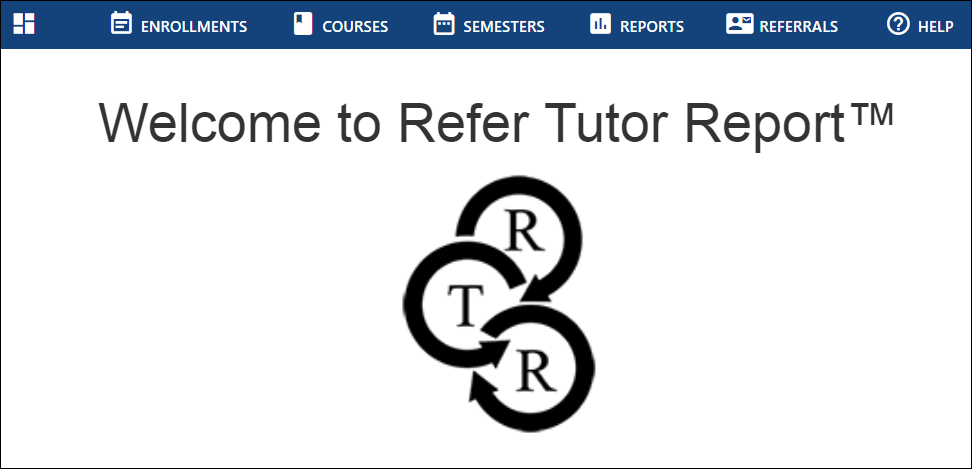 ENROLLMENTS COURSES SEMESTERS REPORTS REFERRALS HELP
Welcome to Refer Tutor Report™
R
T
R